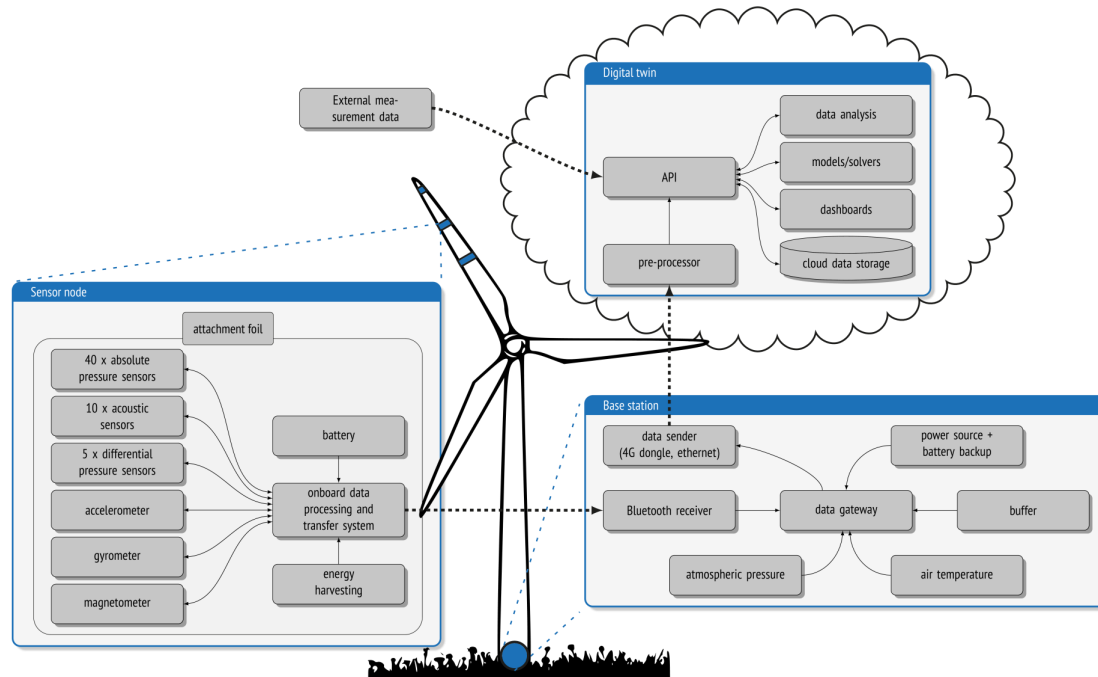 Digital twin
External mea-
surement data
data analysis
models/solvers
API
dashboards
pre-processor
cloud data storage
Sensor node
attachment foil
40 x absolute
pressure sensors
10 x acoustic
sensors
battery
5 x differential
pressure sensors
onboard data
processing and
transfer system
accelerometer
gyrometer
energy
harvesting
magnetometer
Base station
data sender
(4G dongle, ethernet)
power source +
battery backup
Bluetooth receiver
data gateway
buffer
atmospheric pressure
air temperature